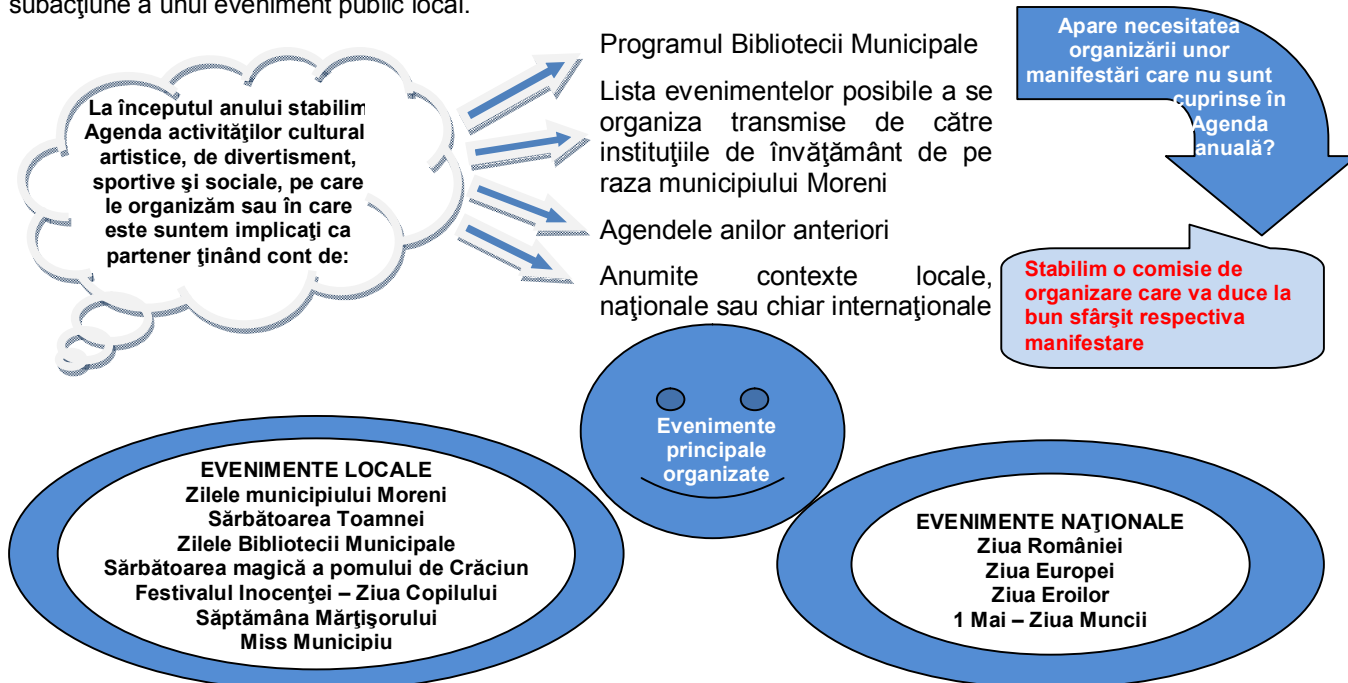 subacţiune a unui eveniment public local.
La începutul anului stabilim
Agenda activităţilor cultural
artistice, de divertisment,
sportive şi sociale, pe care
le organizăm sau în care
este suntem implicaţi ca
partener ţinând cont de:
Programul Bibliotecii Municipale
Lista evenimentelor posibile a se
organiza transmise de către
instituţiile de învăţământ de pe
raza municipiului Moreni
Agendele anilor anteriori
Anumite contexte locale,
naţionale sau chiar internaţionale
Apare necesitatea
organizării unor
manifestări care nu sunt
cuprinse în
Agenda
anuală?
Stabilim o comisie de
organizare care va duce la
bun sfârşit respectiva
manifestare
Evenimente
principale
organizate
EVENIMENTE LOCALE
Zilele municipiului Moreni
Sărbătoarea Toamnei
Zilele Bibliotecii Municipale
Sărbătoarea magică a pomului de Crăciun
Festivalul Inocenţei – Ziua Copilului
Săptămâna Mărţişorului
Miss Municipiu
EVENIMENTE NAŢIONALE
Ziua României
Ziua Europei
Ziua Eroilor
1 Mai – Ziua Muncii